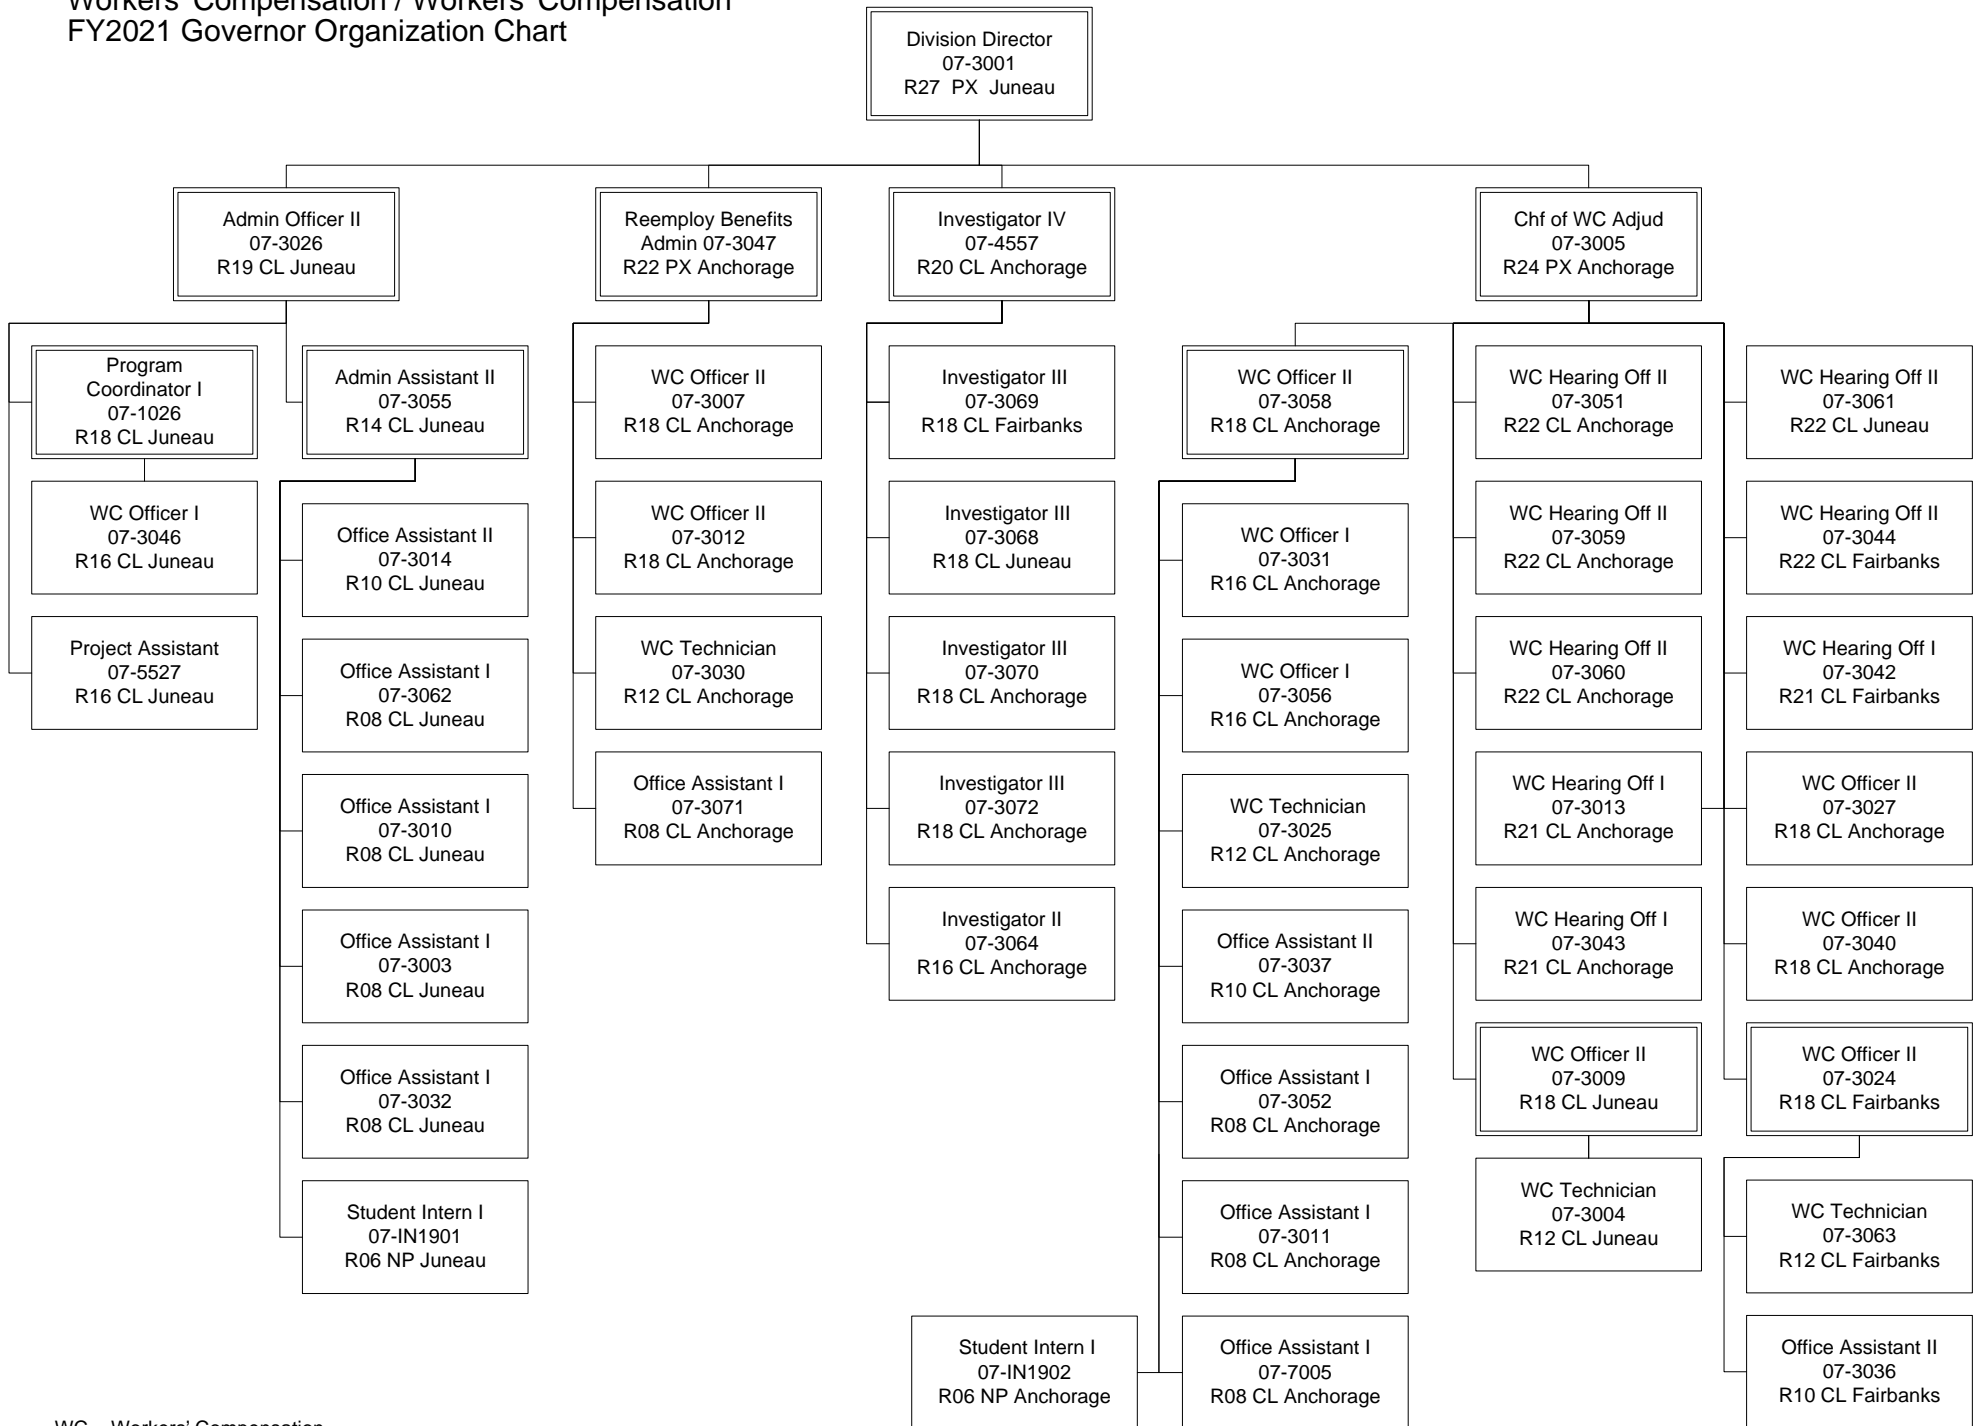 Workers' Compensation / Workers' Compensation
FY2021 Governor Organization Chart
Division Director
07-3001
R27 PX Juneau
Admin Officer II
07-3026
R19 CL Juneau
Reemploy Benefits
Admin 07-3047
R22 PX Anchorage
Investigator IV
07-4557
R20 CL Anchorage
Chf of WC Adjud
07-3005
R24 PX Anchorage
Program
Coordinator I
07-1026
R18 CL Juneau
Admin Assistant II
07-3055
R14 CL Juneau
WC Officer II
07-3007
R18 CL Anchorage
Investigator III
07-3069
R18 CL Fairbanks
WC Officer II
07-3058
R18 CL Anchorage
WC Hearing Off II
07-3051
R22 CL Anchorage
WC Hearing Off II
07-3061
R22 CL Juneau
WC Officer I
07-3046
R16 CL Juneau
Office Assistant II
07-3014
R10 CL Juneau
WC Officer II
07-3012
R18 CL Anchorage
Investigator III
07-3068
R18 CL Juneau
WC Officer I
07-3031
R16 CL Anchorage
WC Hearing Off II
07-3059
R22 CL Anchorage
WC Hearing Off II
07-3044
R22 CL Fairbanks
Project Assistant
07-5527
R16 CL Juneau
Office Assistant I
07-3062
R08 CL Juneau
WC Technician
07-3030
R12 CL Anchorage
Investigator III
07-3070
R18 CL Anchorage
WC Officer I
07-3056
R16 CL Anchorage
WC Hearing Off II
07-3060
R22 CL Anchorage
WC Hearing Off I
07-3042
R21 CL Fairbanks
Office Assistant I
07-3010
R08 CL Juneau
Office Assistant I
07-3071
R08 CL Anchorage
Investigator III
07-3072
R18 CL Anchorage
WC Technician
07-3025
R12 CL Anchorage
WC Hearing Off I
07-3013
R21 CL Anchorage
WC Officer II
07-3027
R18 CL Anchorage
Office Assistant I
07-3003
R08 CL Juneau
Investigator II
07-3064
R16 CL Anchorage
Office Assistant II
07-3037
R10 CL Anchorage
WC Hearing Off I
07-3043
R21 CL Anchorage
WC Officer II
07-3040
R18 CL Anchorage
Office Assistant I
07-3032
R08 CL Juneau
Office Assistant I
07-3052
R08 CL Anchorage
WC Officer II
07-3009
R18 CL Juneau
WC Officer II
07-3024
R18 CL Fairbanks
Student Intern I
07-IN1901
R06 NP Juneau
Office Assistant I
07-3011
R08 CL Anchorage
WC Technician
07-3004
R12 CL Juneau
WC Technician
07-3063
R12 CL Fairbanks
Student Intern I
07-IN1902
R06 NP Anchorage
Office Assistant I
07-7005
R08 CL Anchorage
Office Assistant II
07-3036
R10 CL Fairbanks
WC – Workers' Compensation